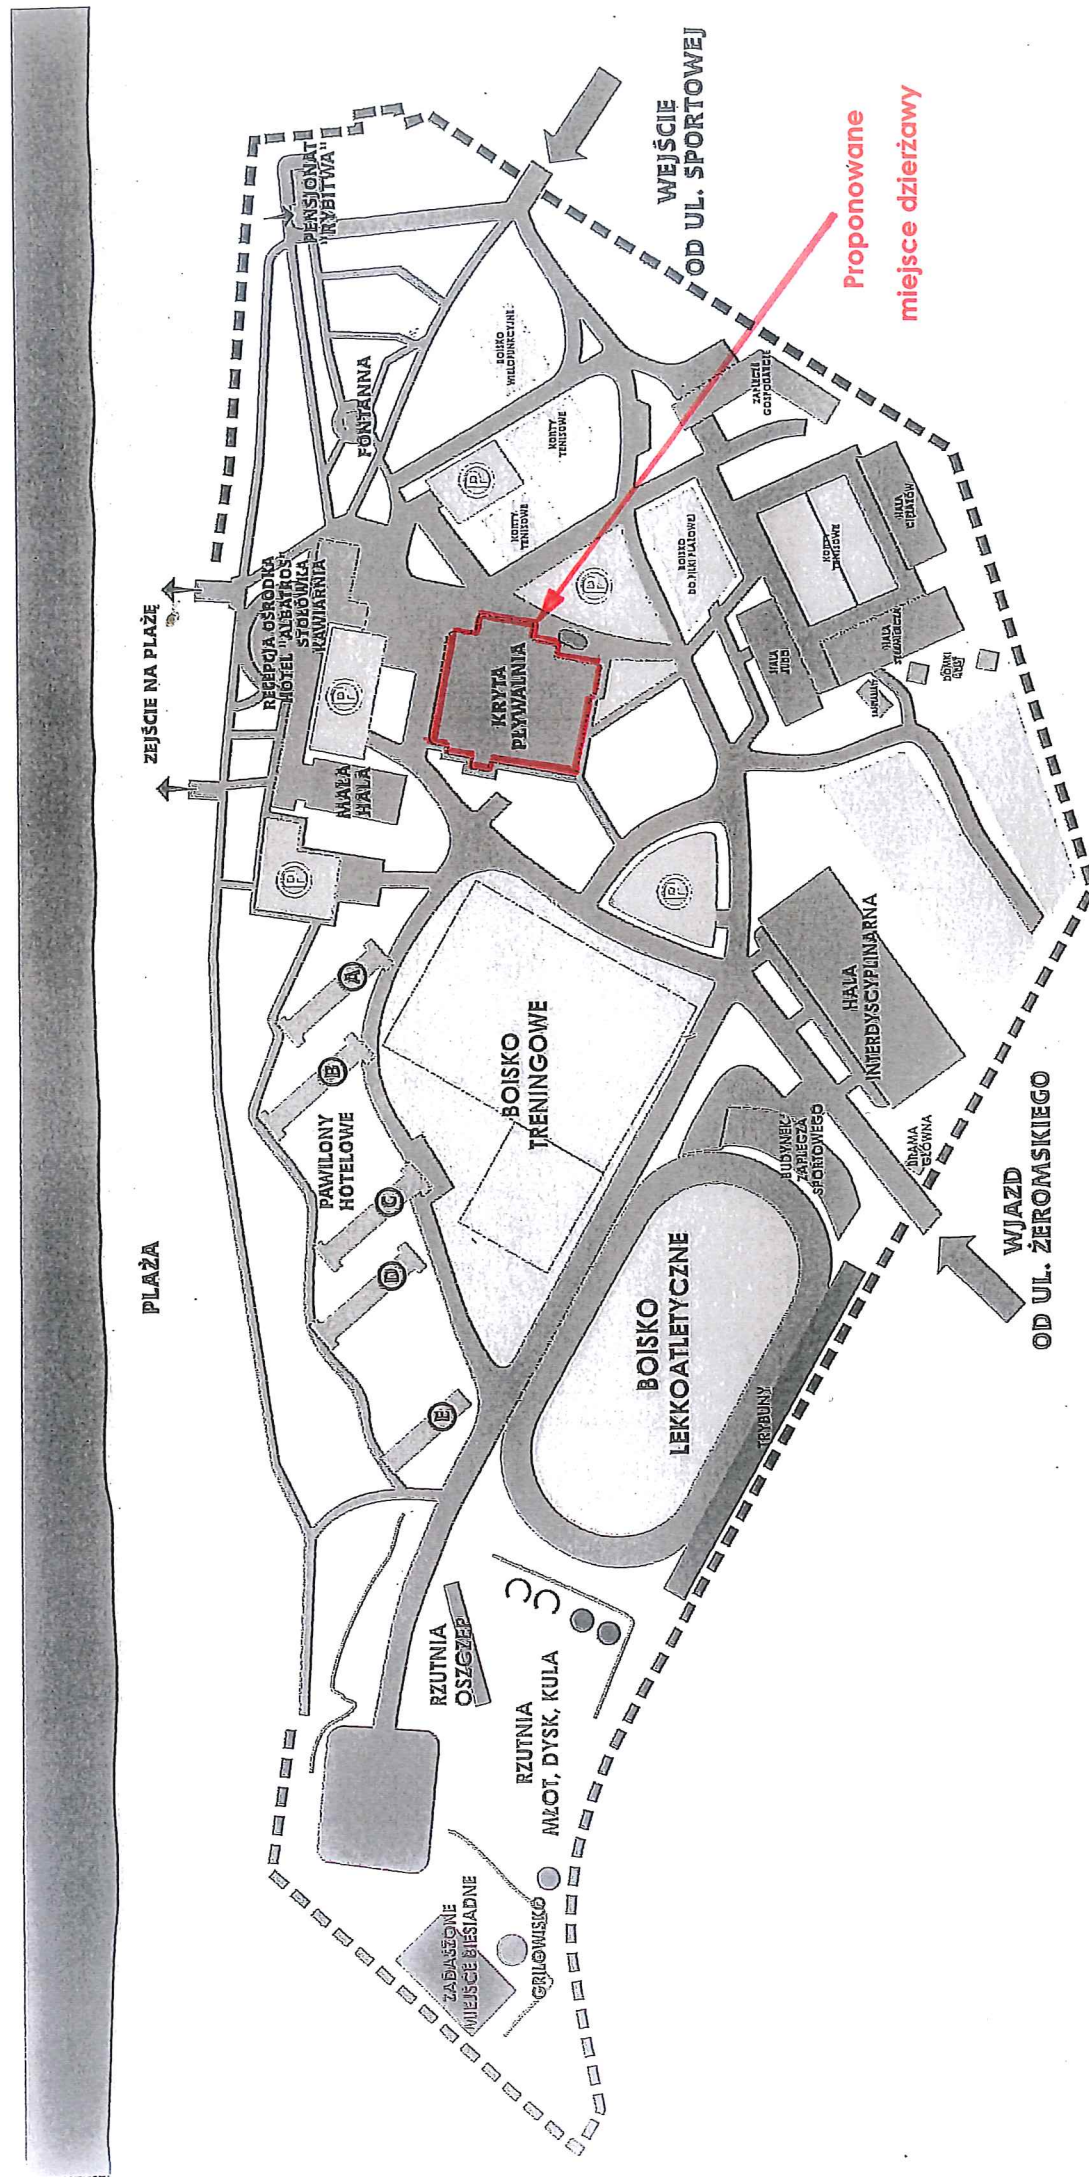 PLAŻA
ZEJŚCIE NA PLAŻĘ
PENSJONAT
"RYBITWA"
FONTANNA
RECEPCJA OŚRODKA
HOTEL "ALBATROS"
STOŁÓWKA
KAWIARNIA
P
MAŁA
HALA
P
PAWILONY
HOTELOWE
A
B
C
D
E
WEJŚCIE
OD UL. SPORTOWEJ
Proponowane
miejsce dzierżawy
BOISKO
WIELOFUNKCYJNE
KORTY
TENISOWE
P
KORTY
TENISOWE
KRYTA
PŁYWALNIA
P
BOISKO
DO PIŁKI PLAŻOWEJ
ZAPLECZE
GOSPODARCZE
KORTY
TENISOWE
HALA
CIĘŻARÓW
HALA
JUDO
HALA
DOMKI
P
BOISKO
TRENINGOWE
HALA
INTERDYSCYPLINARNA
BUDYNEK
ZAPLECZA
SPORTOWEGO
BRAMA
GŁÓWNA
WJAZD
OD UL. ŻEROMSKIEGO
BOISKO
LEKKOATLETYCZNE
TRYBUNY
RZUTNIA
OSZCZEP
RZUTNIA
MŁOT, DYSK, KULA
ZADASZONE
MIEJSCE BIESIADNE
GRILOWISKO